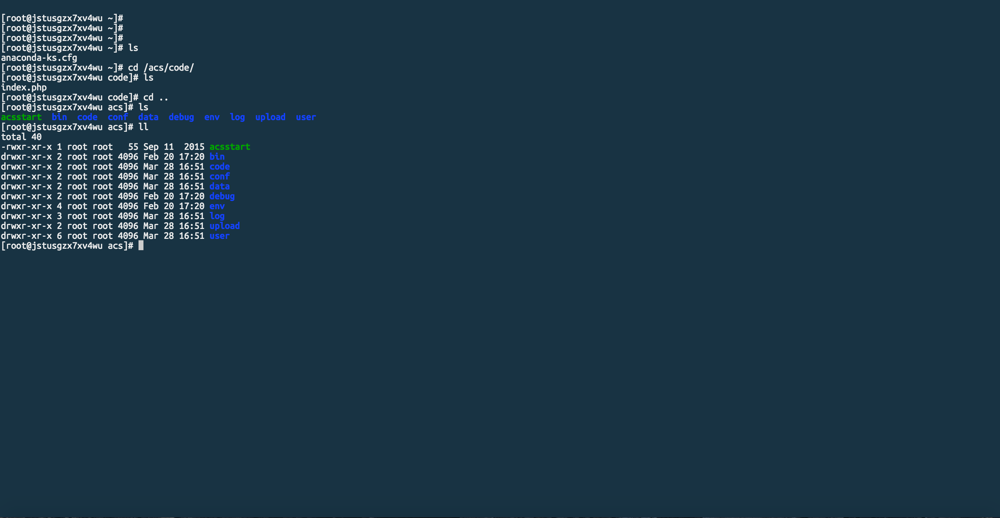 [root@jstusgzx7xv4wu ~]#
[root@jstusgzx7xv4wu ~]#
[root@jstusgzx7xv4wu ~]#
[root@jstusgzx7xv4wu ~]# ls
anaconda-ks.cfg
[root@jstusgzx7xv4wu ~]# cd /acs/code/
[root@jstusgzx7xv4wu code]# ls
index.php
[root@jstusgzx7xv4wu code]# cd ..
[root@jstusgzx7xv4wu acs]# ls
acsstart  bin  code  conf  data  debug  env  log  upload  user
[root@jstusgzx7xv4wu acs]# ll
total 40
-rwxr-xr-x 1 root root   55 Sep 11  2015 acsstart
drwxr-xr-x 2 root root 4096 Feb 20 17:20 bin
drwxr-xr-x 2 root root 4096 Mar 28 16:51 code
drwxr-xr-x 2 root root 4096 Mar 28 16:51 conf
drwxr-xr-x 2 root root 4096 Mar 28 16:51 data
drwxr-xr-x 2 root root 4096 Feb 20 17:20 debug
drwxr-xr-x 4 root root 4096 Feb 20 17:20 env
drwxr-xr-x 3 root root 4096 Mar 28 16:51 log
drwxr-xr-x 2 root root 4096 Mar 28 16:51 upload
drwxr-xr-x 6 root root 4096 Mar 28 16:51 user
[root@jstusgzx7xv4wu acs]#